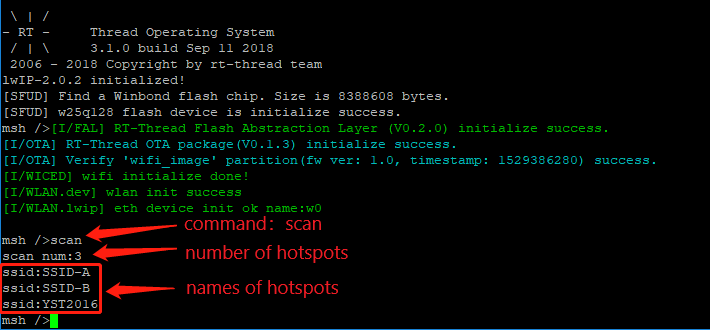 \ | /
- RT -     Thread Operating System
/ | \     3.1.0 build Sep 11 2018
2006 - 2018 Copyright by rt-thread team
lwIP-2.0.2 initialized!
[SFUD] Find a Winbond flash chip. Size is 8388608 bytes.
[SFUD] w25q128 flash device is initialize success.
msh />[I/FAL] RT-Thread Flash Abstraction Layer (V0.2.0) initialize success.
[I/OTA] RT-Thread OTA package(V0.1.3) initialize success.
[I/OTA] Verify 'wifi_image' partition(fw ver: 1.0, timestamp: 1529386280) success.
[I/WICED] wifi initialize done!
[I/WLAN.dev] wlan init success
[I/WLAN.lwip] eth device init ok name:w0
command: scan
msh />scan
scan num:3
number of hotspots
ssid:SSID-A
ssid:SSID-B
names of hotspots
ssid:YST2016
msh />